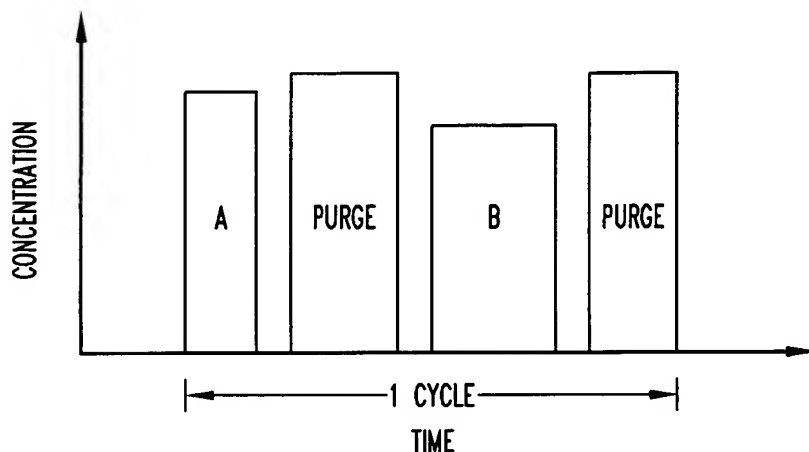 CONCENTRATION
A
PURGE
B
PURGE
1 CYCLE
TIME